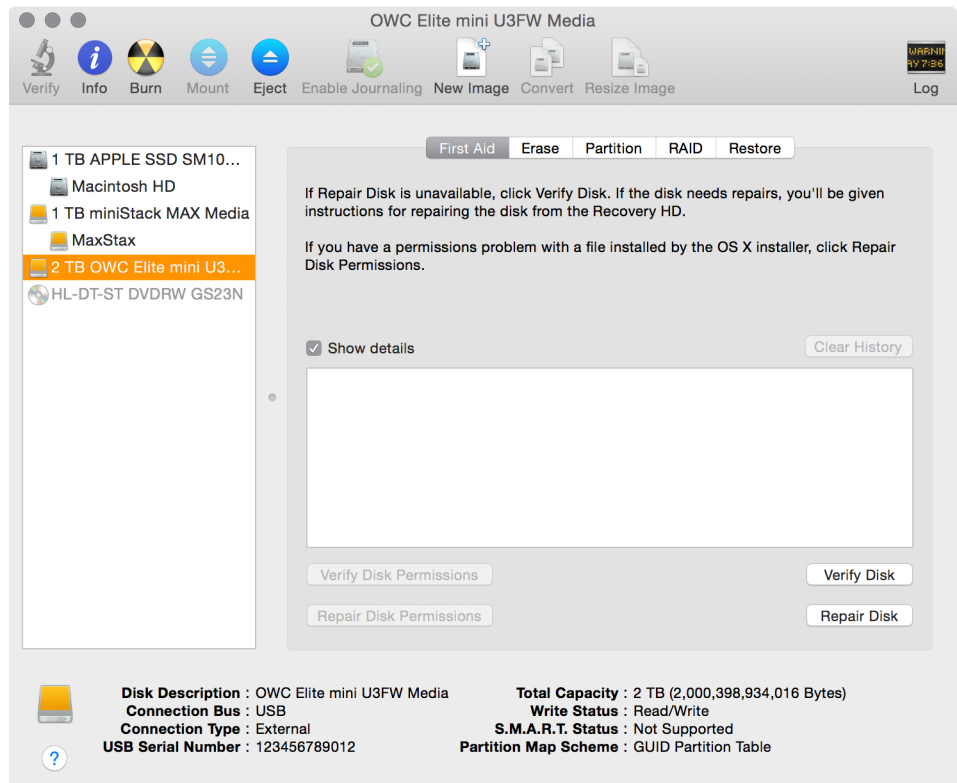 OWC Elite mini U3FW Media
Verify Info Burn Mount Eject Enable Journaling New Image Convert Resize Image Log
WARNIN
AY 7:36
1 TB APPLE SSD SM10...
Macintosh HD
1 TB miniStack MAX Media
MaxStax
2 TB OWC Elite mini U3...
HL-DT-ST DVDRW GS23N
First Aid Erase Partition RAID Restore
If Repair Disk is unavailable, click Verify Disk. If the disk needs repairs, you'll be given
instructions for repairing the disk from the Recovery HD.
If you have a permissions problem with a file installed by the OS X installer, click Repair
Disk Permissions.
Show details
Clear History
Verify Disk Permissions
Verify Disk
Repair Disk Permissions
Repair Disk
Disk Description : OWC Elite mini U3FW Media
Connection Bus : USB
Connection Type : External
USB Serial Number : 123456789012
Total Capacity : 2 TB (2,000,398,934,016 Bytes)
Write Status : Read/Write
S.M.A.R.T. Status : Not Supported
Partition Map Scheme : GUID Partition Table
?